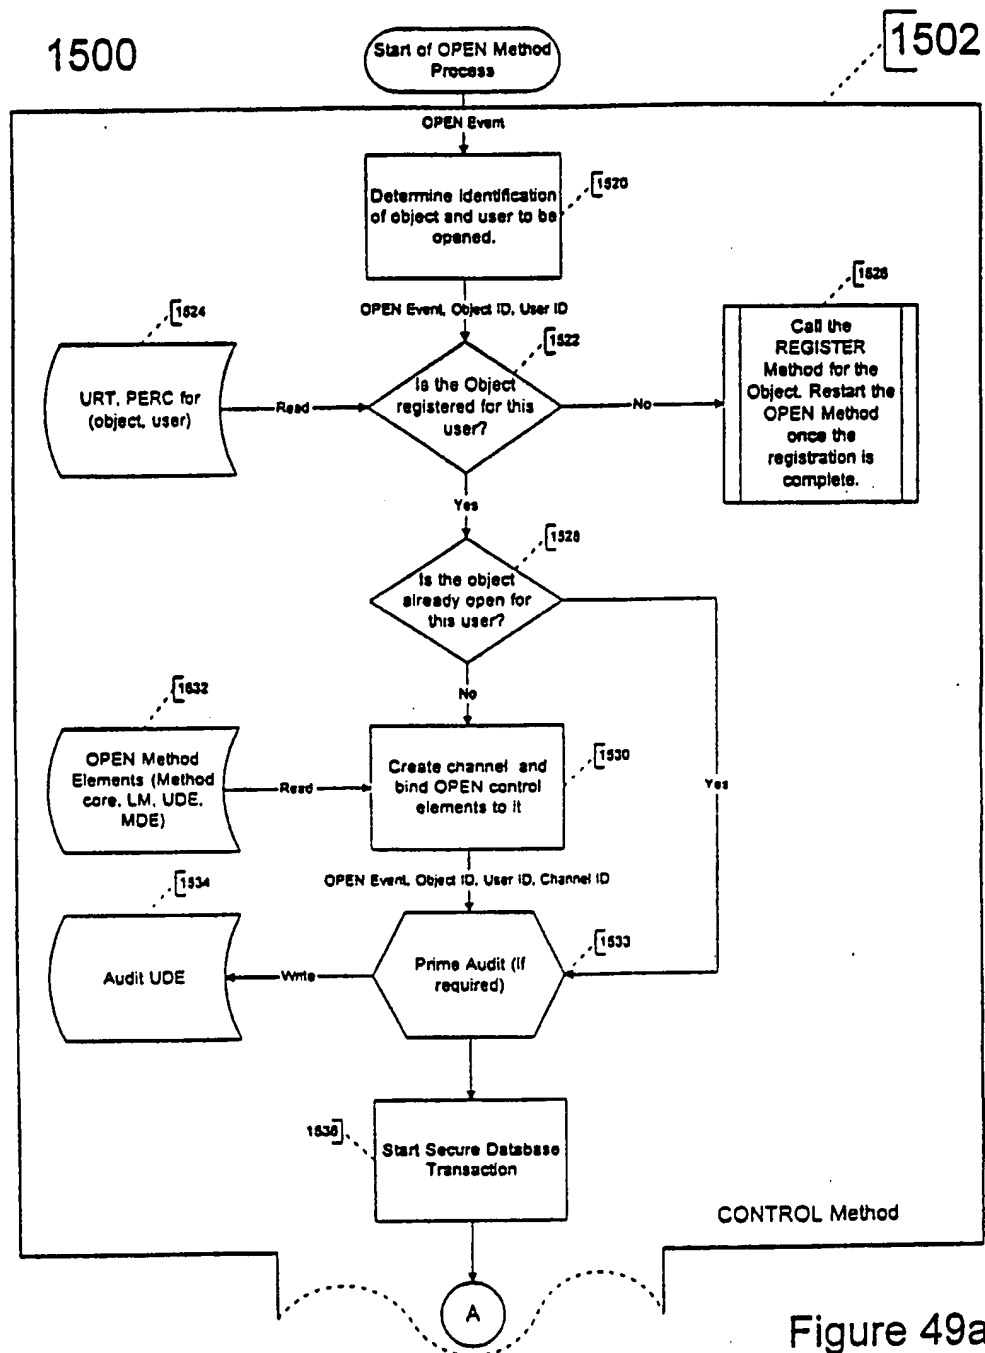 1500
Start of OPEN Method
Process
1502
OPEN Event
Determine Identification
of object and user to be
opened.
1520
OPEN Event, Object ID, User ID
1524
URT, PERC for
(object, user)
Read
Is the Object
registered for this
user?
1522
No
1526
Call the
REGISTER
Method for the
Object. Restart the
OPEN Method
once the
registration is
complete.
Yes
Is the object
already open for
this user?
1528
No
Yes
1532
OPEN Method
Elements (Method
core, LM, UDE,
MDE)
Read
Create channel and
bind OPEN control
elements to it
1530
OPEN Event, Object ID, User ID, Channel ID
1534
Audit UDE
Write
Prime Audit (if
required)
1533
1536
Start Secure Database
Transaction
CONTROL Method
A
Figure 49a